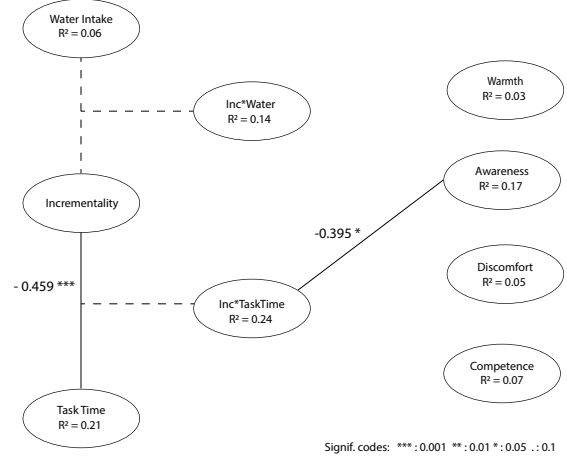 Water Intake
R² = 0.06
Inc*Water
R² = 0.14
Warmth
R² = 0.03
Incrementality
Awareness
R² = 0.17
-0.395 *
- 0.459 ***
Inc*TaskTime
R² = 0.24
Discomfort
R² = 0.05
Competence
R² = 0.07
Task Time
R² = 0.21
Signif. codes: *** : 0.001 ** : 0.01 * : 0.05 . : 0.1